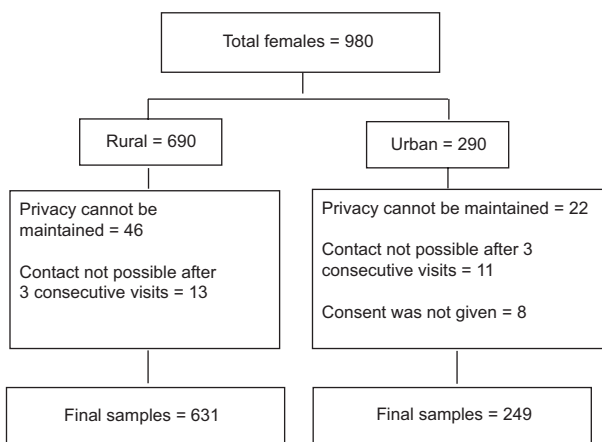 Total females = 980
Rural = 690
Urban = 290
Privacy cannot be
maintained = 46
Contact not possible after
3 consecutive visits = 13
Privacy cannot be maintained = 22
Contact not possible after 3
consecutive visits = 11
Consent was not given = 8
Final samples = 631
Final samples = 249